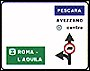 PESCARA
AVEZZANO
centro
ROMA -
L'AQUILA